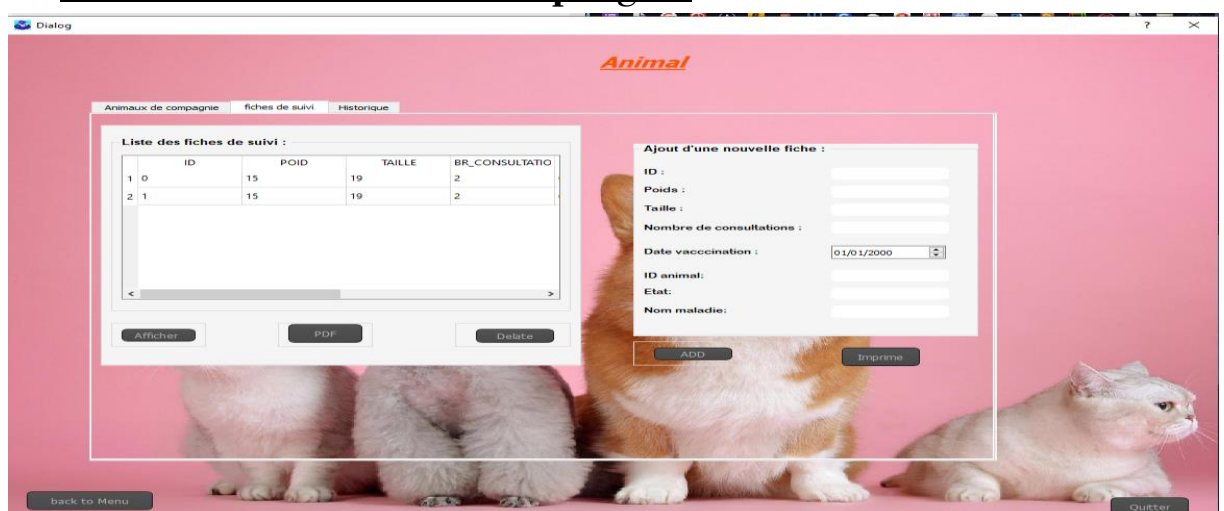 Dialog
Animal
Animaux de compagnie fiches de suivi Historique
Liste des fiches de suivi :
ID POID TAILLE BR_CONSULTATIO
1 0 15 19 2
2 1 15 19 2
Afficher PDF Delate
Ajout d'une nouvelle fiche :
ID :
Poids :
Taille :
Nombre de consultations :
Date vacccination : 01/01/2000
ID animal:
Etat:
Nom maladie:
ADD Imprime
back to Menu Quitter